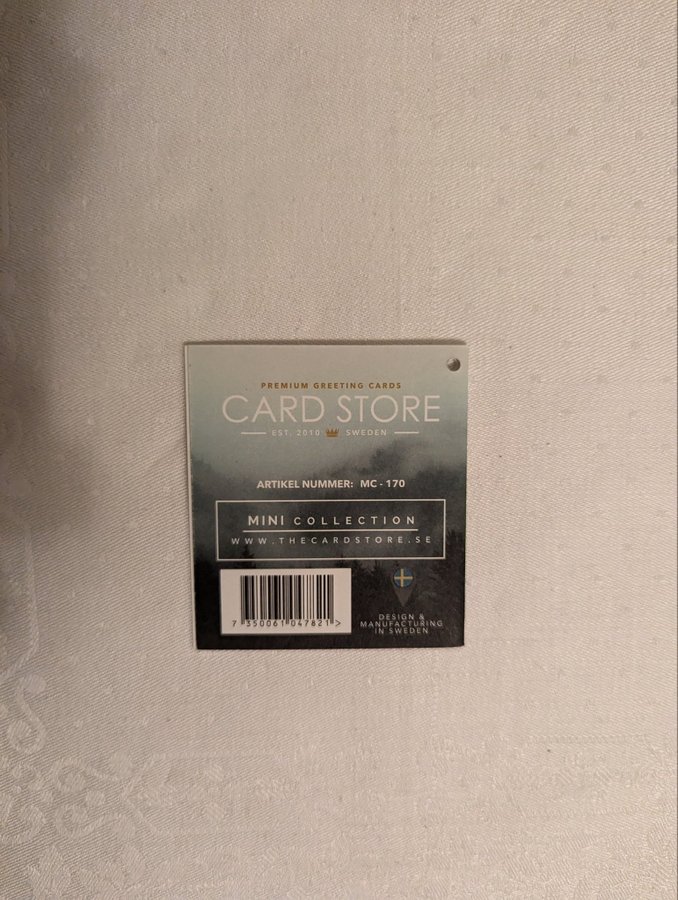 PREMIUM GREETING CARDS
CARD STORE
EST. 2010 SWEDEN
ARTIKEL NUMMER: MC - 170
MINI COLLECTION
WWW.THECARDSTORE.SE
7 350061 047821 >
DESIGN &
MANUFACTURING
IN SWEDEN